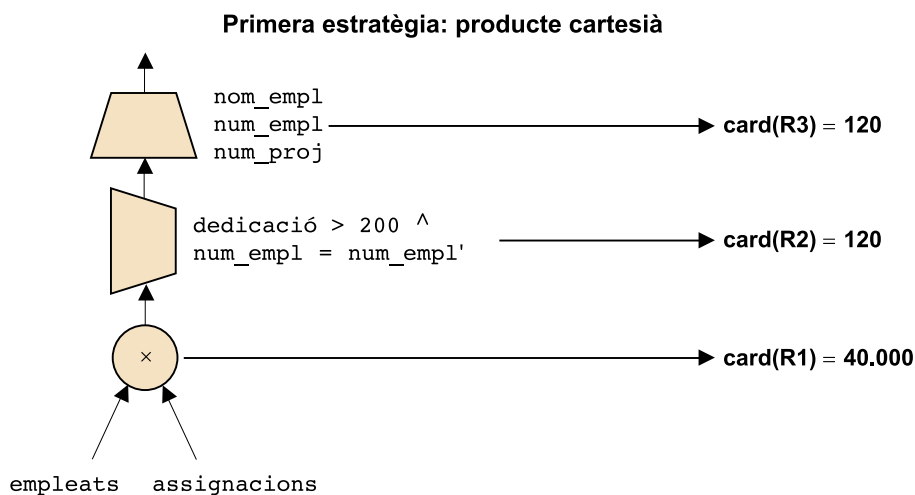 Primera estratègia: producte cartesià
nom_empl
num_empl
num_proj
card(R3) = 120
dedicació > 200 ^
num_empl = num_empl'
card(R2) = 120
×
card(R1) = 40.000
empleats assignacions